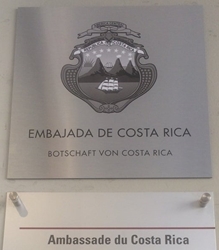 EMBAJADA DE COSTA RICA
BOTSCHAFT VON COSTA RICA
Ambassade du Costa Rica